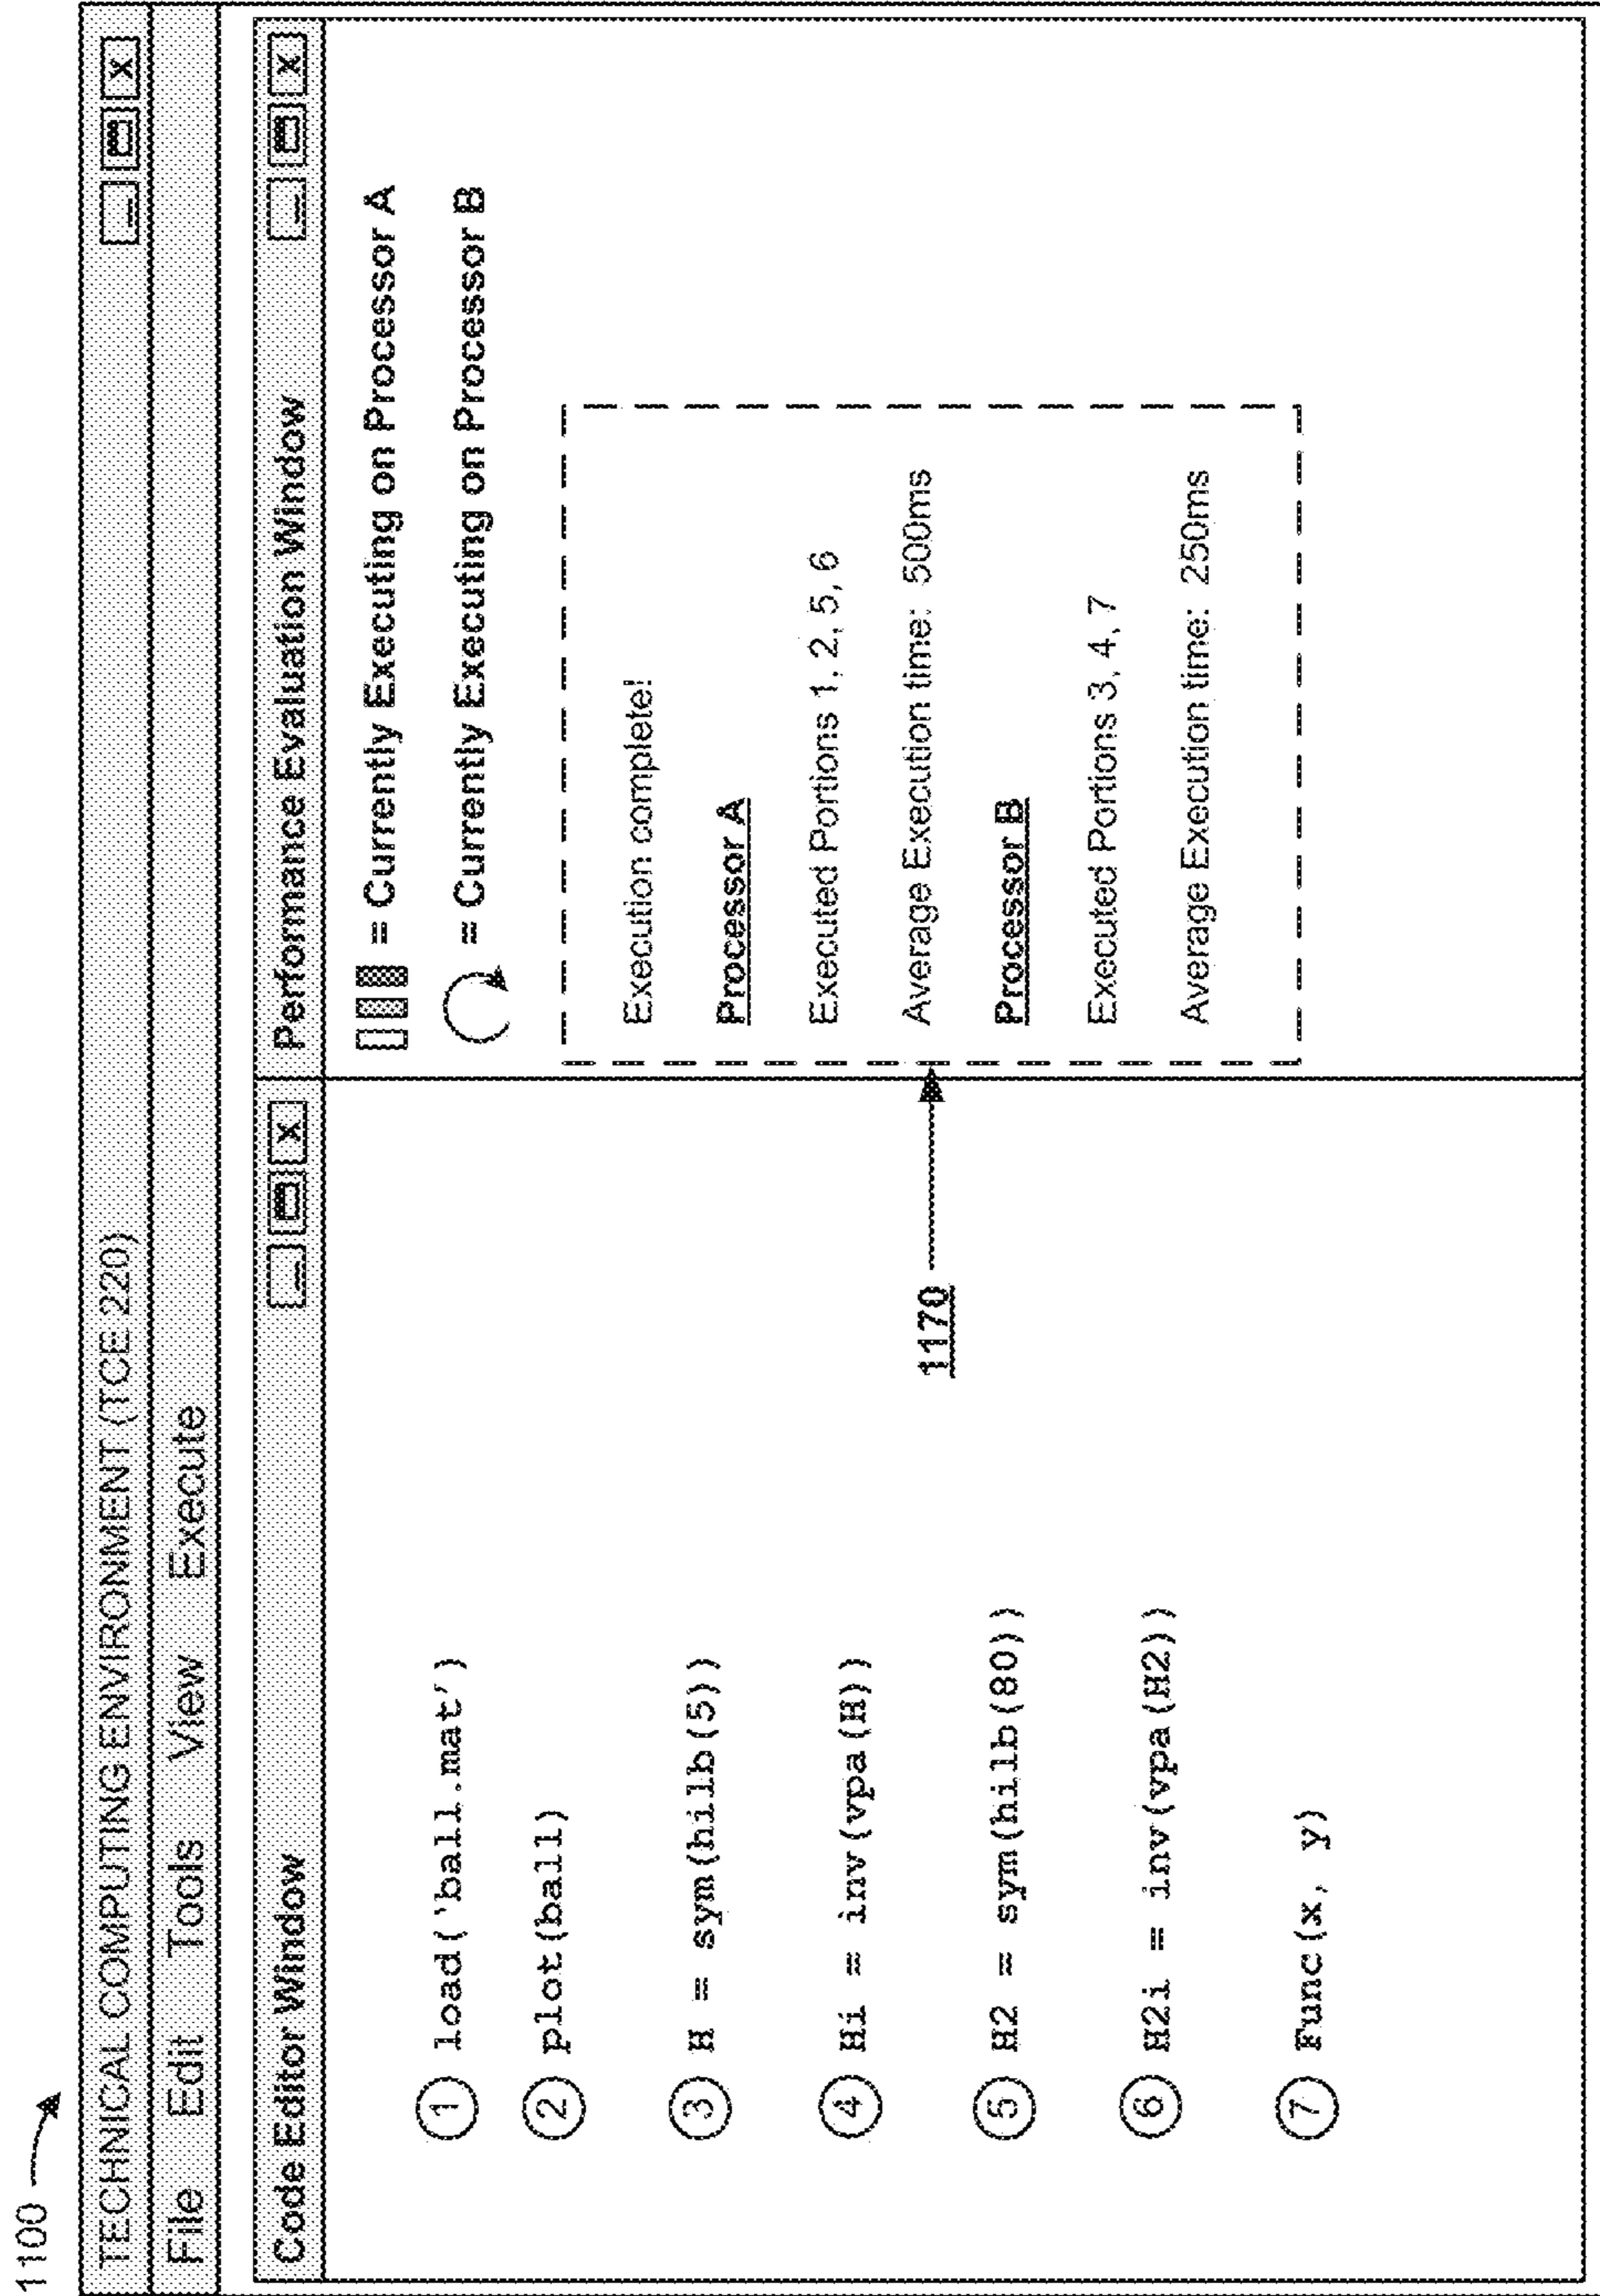 1100
TECHNICAL COMPUTING ENVIRONMENT (TCE 220)
File Edit Tools View Execute
Code Editor Window
1 load('ball.mat')
2 plot(ball)
3 H = sym(hilb(5))
4 Hi = inv(vpa(H))
5 H2 = sym(hilb(80))
6 H2i = inv(vpa(H2))
7 Func(x, y)
1170
Performance Evaluation Window
= Currently Executing on Processor A
= Currently Executing on Processor B
Execution complete!
Processor A
Executed Portions 1, 2, 5, 6
Average Execution time: 500ms
Processor B
Executed Portions 3, 4, 7
Average Execution time: 250ms